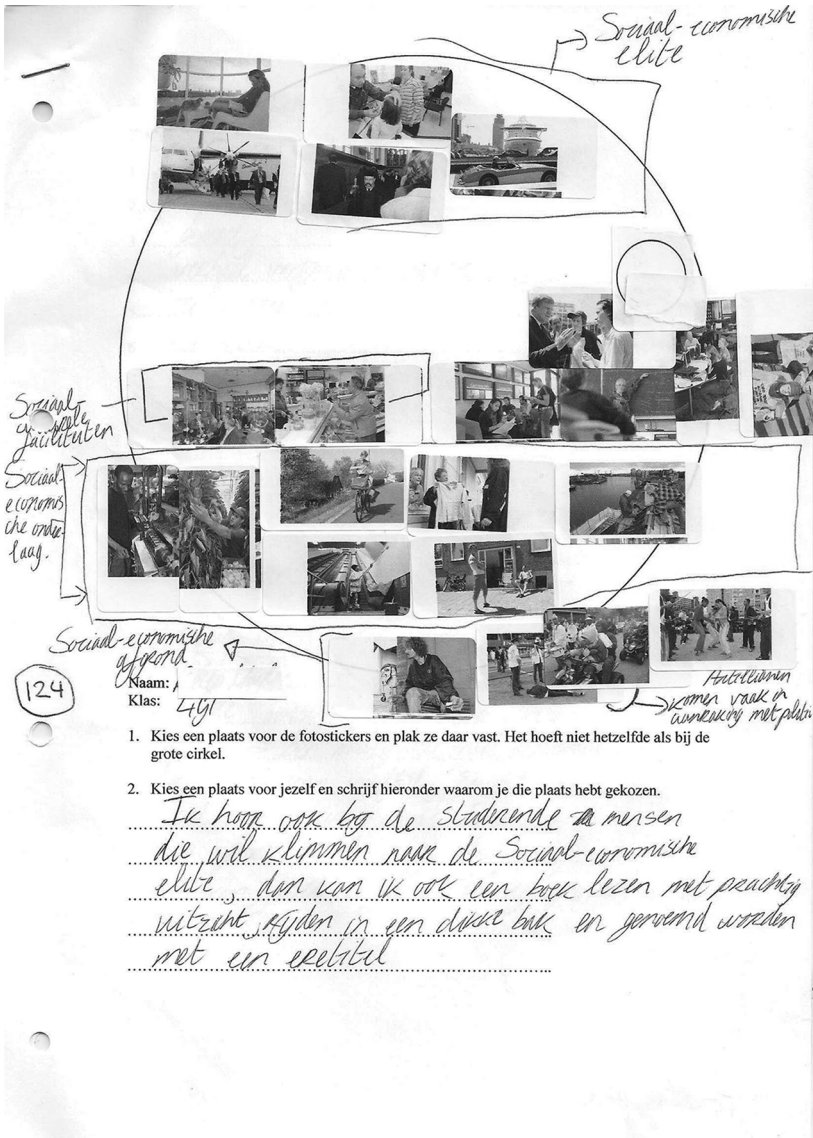 Sociaal-economische
elite
Sociaal-
faciliteiten
Sociaal-
economis
che onder-
laag.
Sociaal-economische
afgrond
Antillianen
komen vaak in
aanraking met politie
124
Naam:
Klas: 4g1
1. Kies een plaats voor de fotostickers en plak ze daar vast. Het hoeft niet hetzelfde als bij de
grote cirkel.
2. Kies een plaats voor jezelf en schrijf hieronder waarom je die plaats hebt gekozen.
Ik hoor ook bij de studerende mensen
die wil klimmen naar de Sociaal-economische
elite, dan kan ik ook een boek lezen met prachtig
uitzicht, rijden in een dikke bak en genoemd worden
met een eretitel